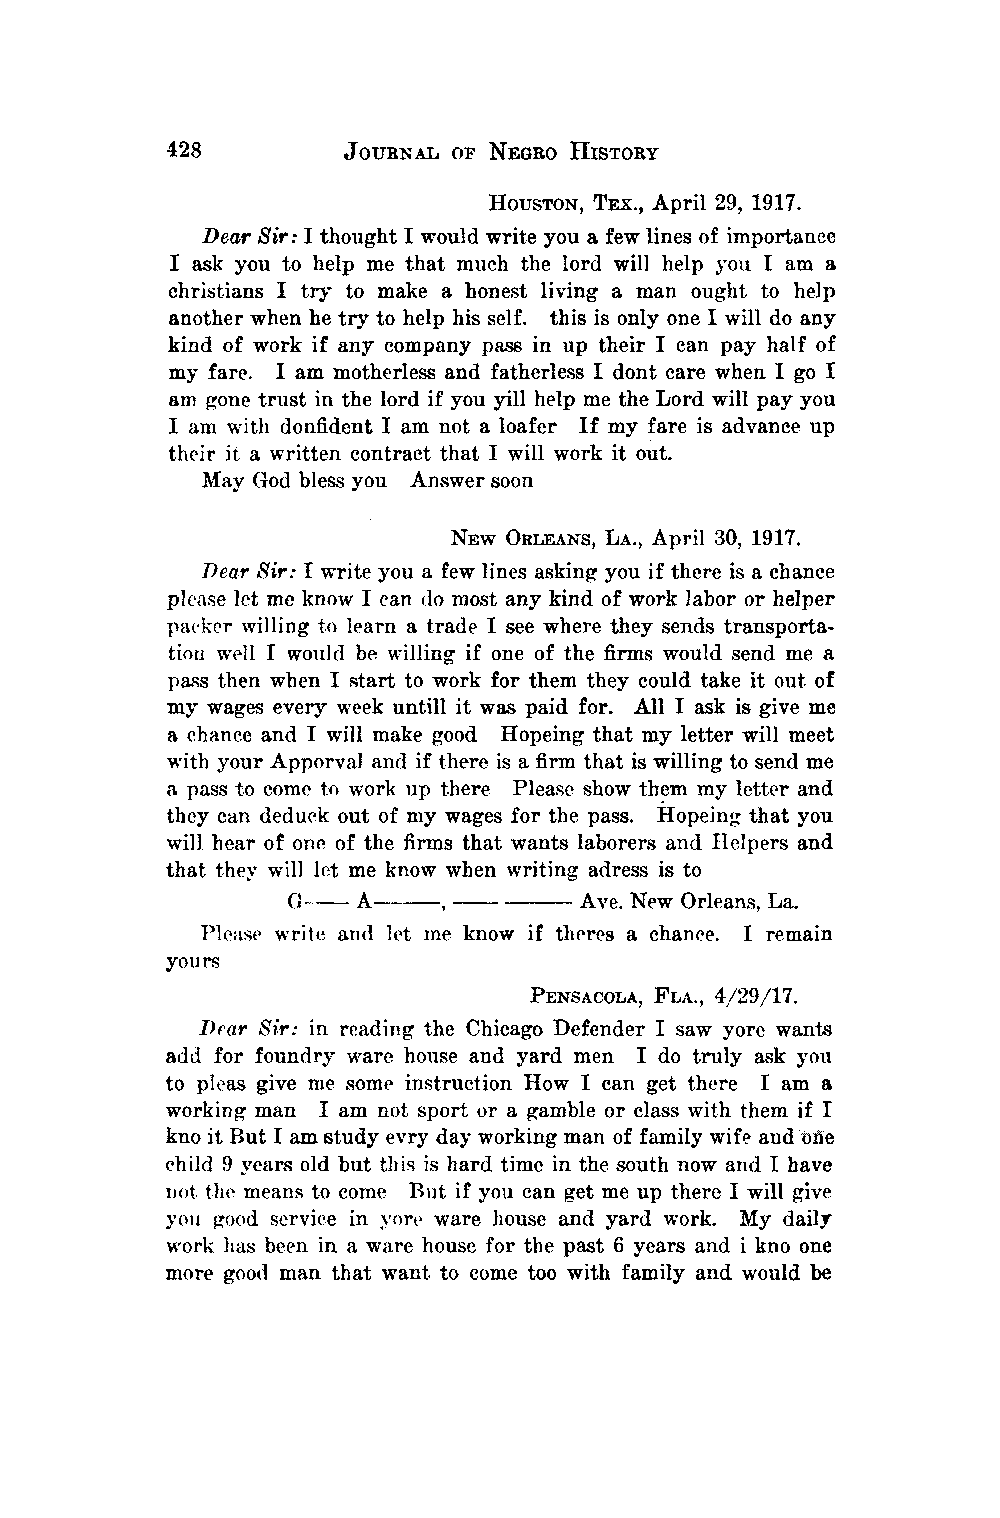 428 JOURNAL OF NEGRO HISTORY
HOUSTON, TEX., April 29, 1917.
Dear Sir: I thought I would write you a few lines of importance
I ask you to help me that much the lord will help you I am a
christians I try to make a honest living a man ought to help
another when he try to help his self. this is only one I will do any
kind of work if any company pass in up their I can pay half of
my fare. I am motherless and fatherless I dont care when I go I
am gone trust in the lord if you yill help me the Lord will pay you
I am with donfident I am not a loafer If my fare is advance up
their it a written contract that I will work it out.
May God bless you Answer soon
NEW ORLEANS, LA., April 30, 1917.
Dear Sir: I write you a few lines asking you if there is a chance
please let me know I can do most any kind of work labor or helper
packer willing to learn a trade I see where they sends transporta-
tion well I would be willing if one of the firms would send me a
pass then when I start to work for them they could take it out of
my wages every week untill it was paid for. All I ask is give me
a chance and I will make good Hopeing that my letter will meet
with your Apporval and if there is a firm that is willing to send me
a pass to come to work up there Please show them my letter and
they can deduck out of my wages for the pass. Hopeing that you
will hear of one of the firms that wants laborers and Helpers and
that they will let me know when writing adress is to
G—— A———, —— ——— Ave. New Orleans, La.
Please write and let me know if theres a chance. I remain
yours
PENSACOLA, FLA., 4/29/17.
Dear Sir: in reading the Chicago Defender I saw yore wants
add for foundry ware house and yard men I do truly ask you
to pleas give me some instruction How I can get there I am a
working man I am not sport or a gamble or class with them if I
kno it But I am study evry day working man of family wife and one
child 9 years old but this is hard time in the south now and I have
not the means to come But if you can get me up there I will give
you good service in yore ware house and yard work. My daily
work has been in a ware house for the past 6 years and i kno one
more good man that want to come too with family and would be